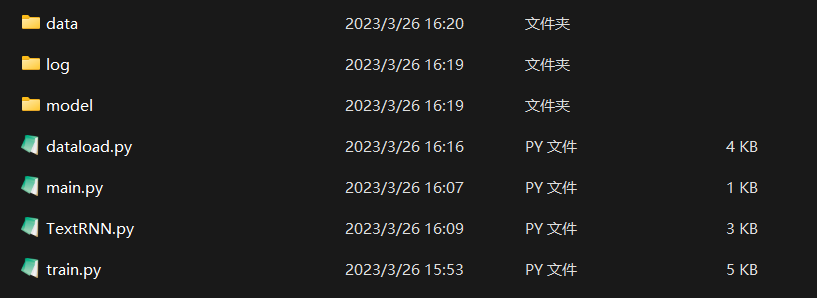 data 2023/3/26 16:20 文件夹
log 2023/3/26 16:19 文件夹
model 2023/3/26 16:19 文件夹
dataload.py 2023/3/26 16:16 PY 文件 4 KB
main.py 2023/3/26 16:07 PY 文件 1 KB
TextRNN.py 2023/3/26 16:09 PY 文件 3 KB
train.py 2023/3/26 15:53 PY 文件 5 KB